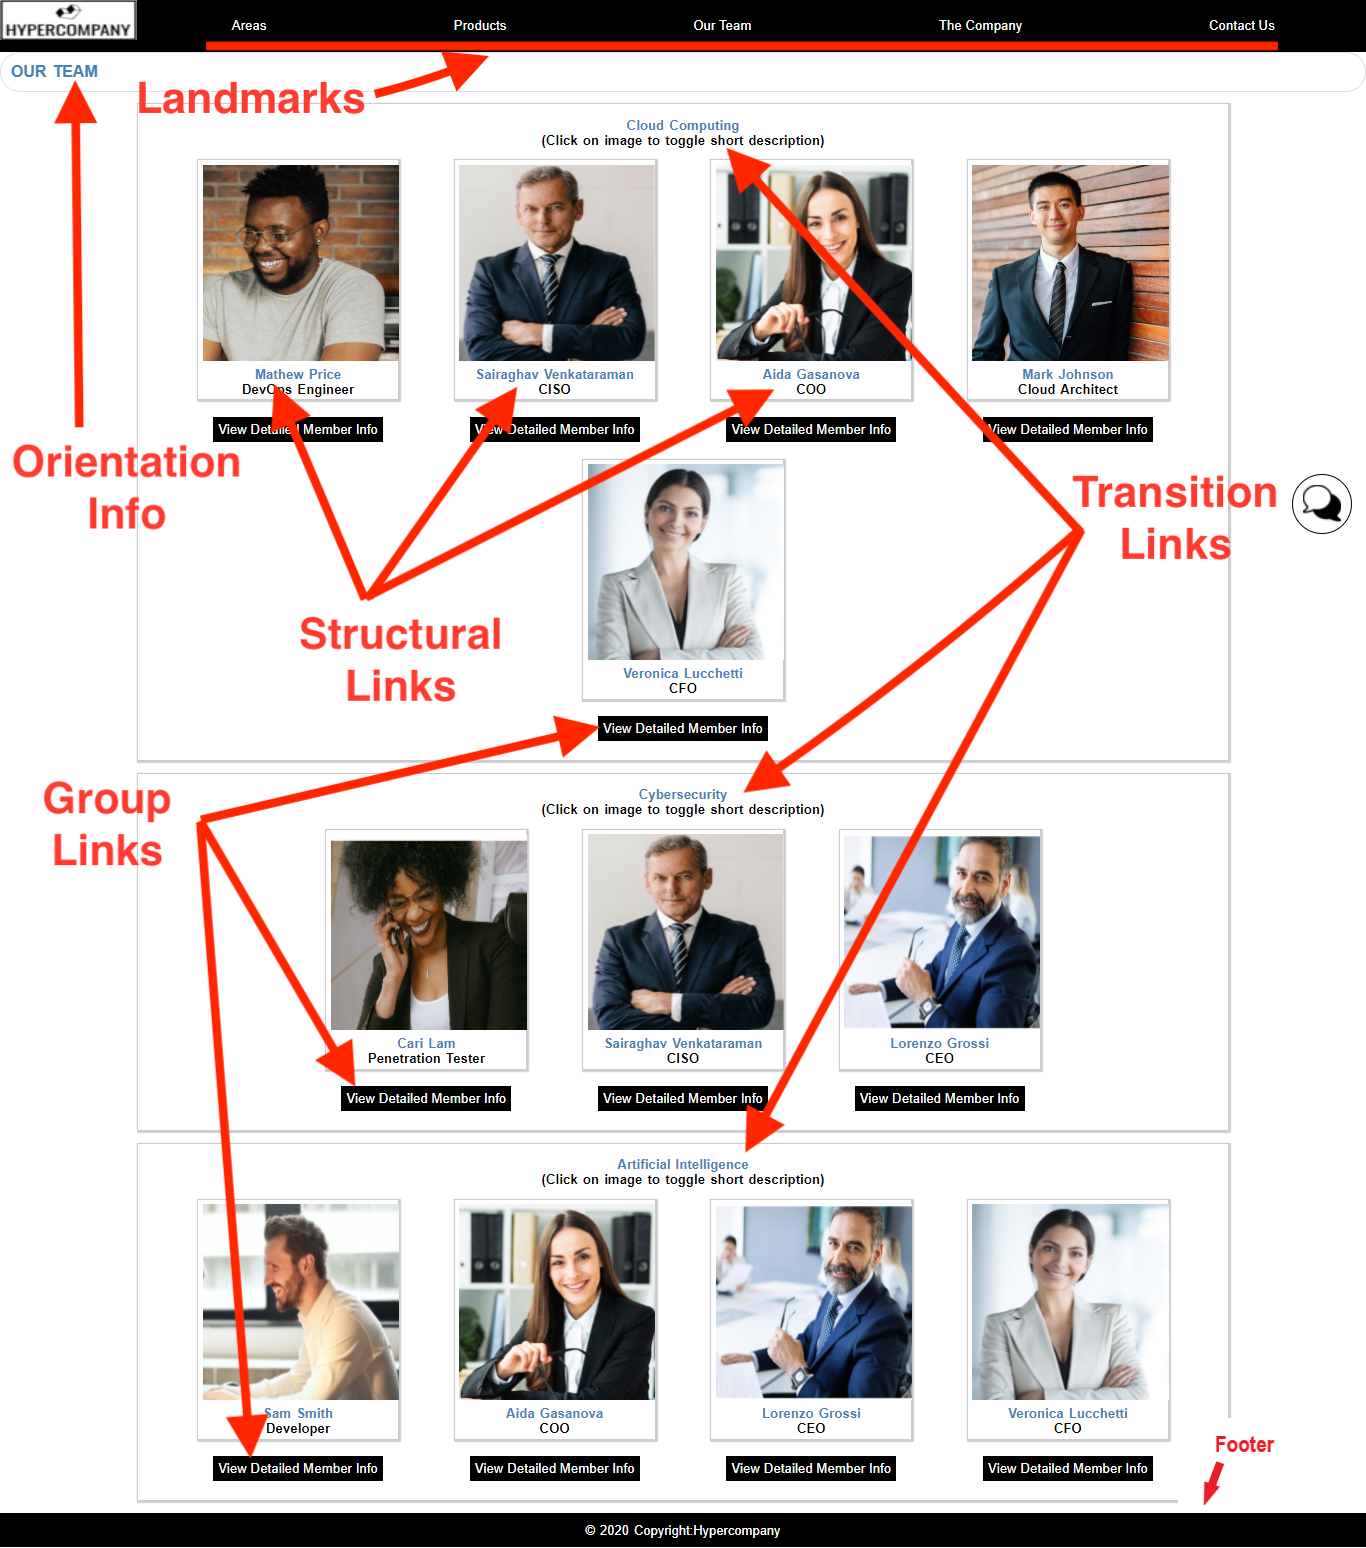 HYPERCOMPANY
Areas
Products
Our Team
The Company
Contact Us
OUR TEAM
Landmarks
Cloud Computing
(Click on image to toggle short description)
Mathew Price
DevOps Engineer
View Detailed Member Info
Sairaghav Venkataraman
CISO
View Detailed Member Info
Aida Gasanova
COO
View Detailed Member Info
Mark Johnson
Cloud Architect
View Detailed Member Info
Orientation
Info
Transition
Links
Structural
Links
Veronica Lucchetti
CFO
View Detailed Member Info
Group
Links
Cybersecurity
(Click on image to toggle short description)
Cari Lam
Penetration Tester
View Detailed Member Info
Sairaghav Venkataraman
CISO
View Detailed Member Info
Lorenzo Grossi
CEO
View Detailed Member Info
Artificial Intelligence
(Click on image to toggle short description)
Sam Smith
Developer
View Detailed Member Info
Aida Gasanova
COO
View Detailed Member Info
Lorenzo Grossi
CEO
View Detailed Member Info
Veronica Lucchetti
CFO
View Detailed Member Info
Footer
© 2020 Copyright:Hypercompany